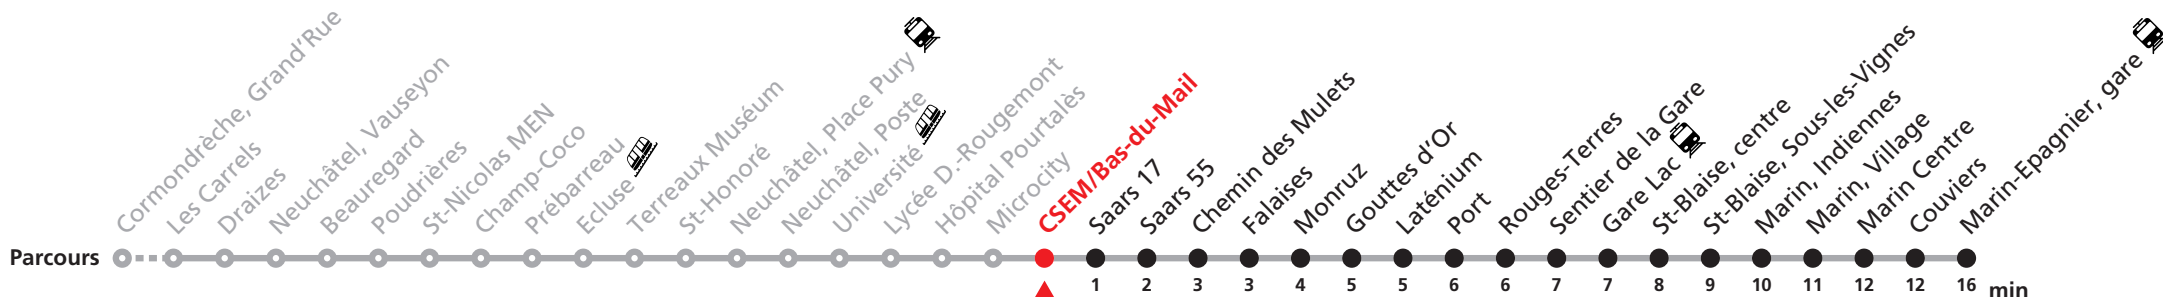 Parcours
Cormondrèche, Grand'Rue
Les Carrels
Draizes
Neuchâtel, Vauseyon
Beauregard
Poudrières
St-Nicolas MEN
Champ-Coco
Prébarreau
Ecluse
Terreaux Muséum
St-Honoré
Neuchâtel, Place Pury
Neuchâtel, Poste
Université
Lycée D.-Rougemont
Hôpital Pourtalès
Microcity
CSEM/Bas-du-Mail
Saars 17
Saars 55
Chemin des Mulets
Falaises
Monruz
Gouttes d'Or
Laténium
Port
Rouges-Terres
Sentier de la Gare
Gare Lac
St-Blaise, centre
St-Blaise, Sous-les-Vignes
Marin, Indiennes
Marin, Village
Marin Centre
Couviers
Marin-Epagnier, gare
1 2 3 3 4 5 5 6 6 7 7 8 9 10 11 12 12 16 min